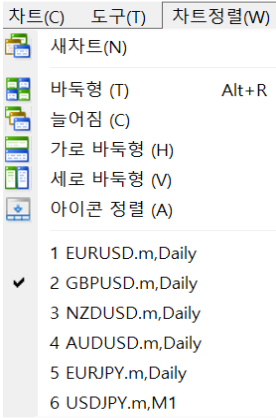 차트(C) 도구(T) 차트정렬(W)
새차트(N)
바둑형 (T) Alt+R
늘어짐 (C)
가로 바둑형 (H)
세로 바둑형 (V)
아이콘 정렬 (A)
1 EURUSD.m,Daily
2 GBPUSD.m,Daily
3 NZDUSD.m,Daily
4 AUDUSD.m,Daily
5 EURJPY.m,Daily
6 USDJPY.m,M1